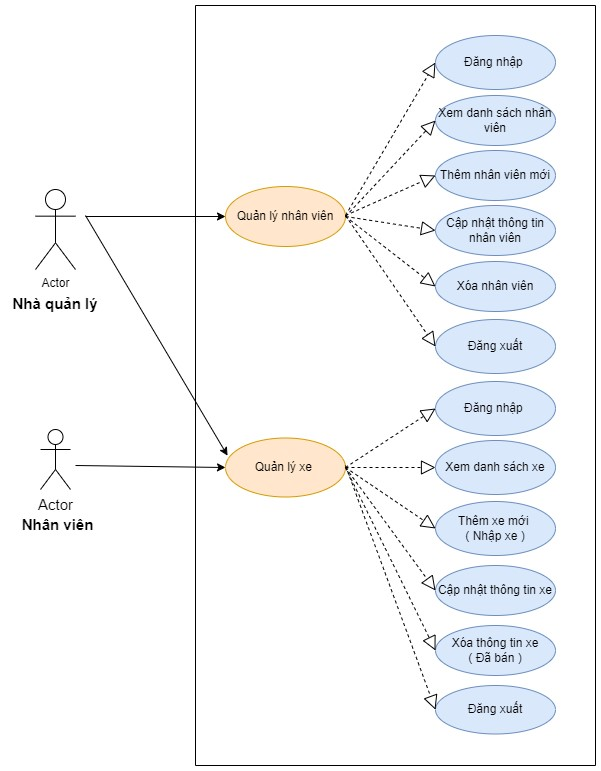 Đăng nhập
Xem danh sách nhân
viên
Thêm nhân viên mới
Quản lý nhân viên
Cập nhật thông tin
nhân viên
Actor
Nhà quản lý
Xóa nhân viên
Đăng xuất
Đăng nhập
Quản lý xe
Xem danh sách xe
Actor
Nhân viên
Thêm xe mới
( Nhập xe )
Cập nhật thông tin xe
Xóa thông tin xe
( Đã bán )
Đăng xuất